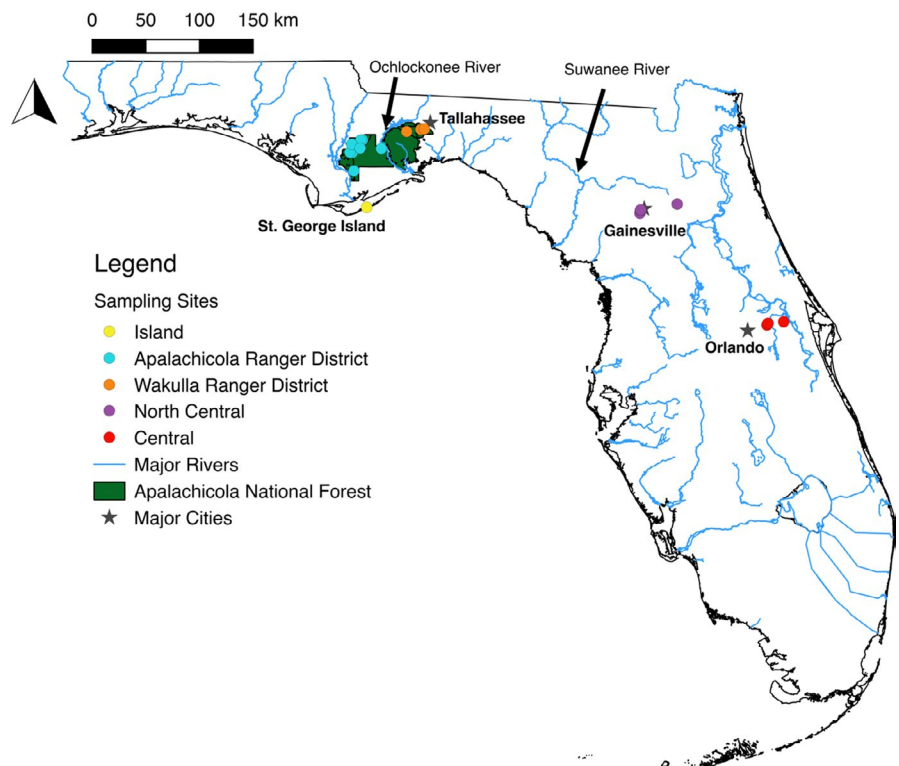 0 50 100 150 km
Ochlockonee River
Suwanee River
Tallahassee
St. George Island
Gainesville
Orlando
Legend
Sampling Sites
Island
Apalachicola Ranger District
Wakulla Ranger District
North Central
Central
Major Rivers
Apalachicola National Forest
Major Cities